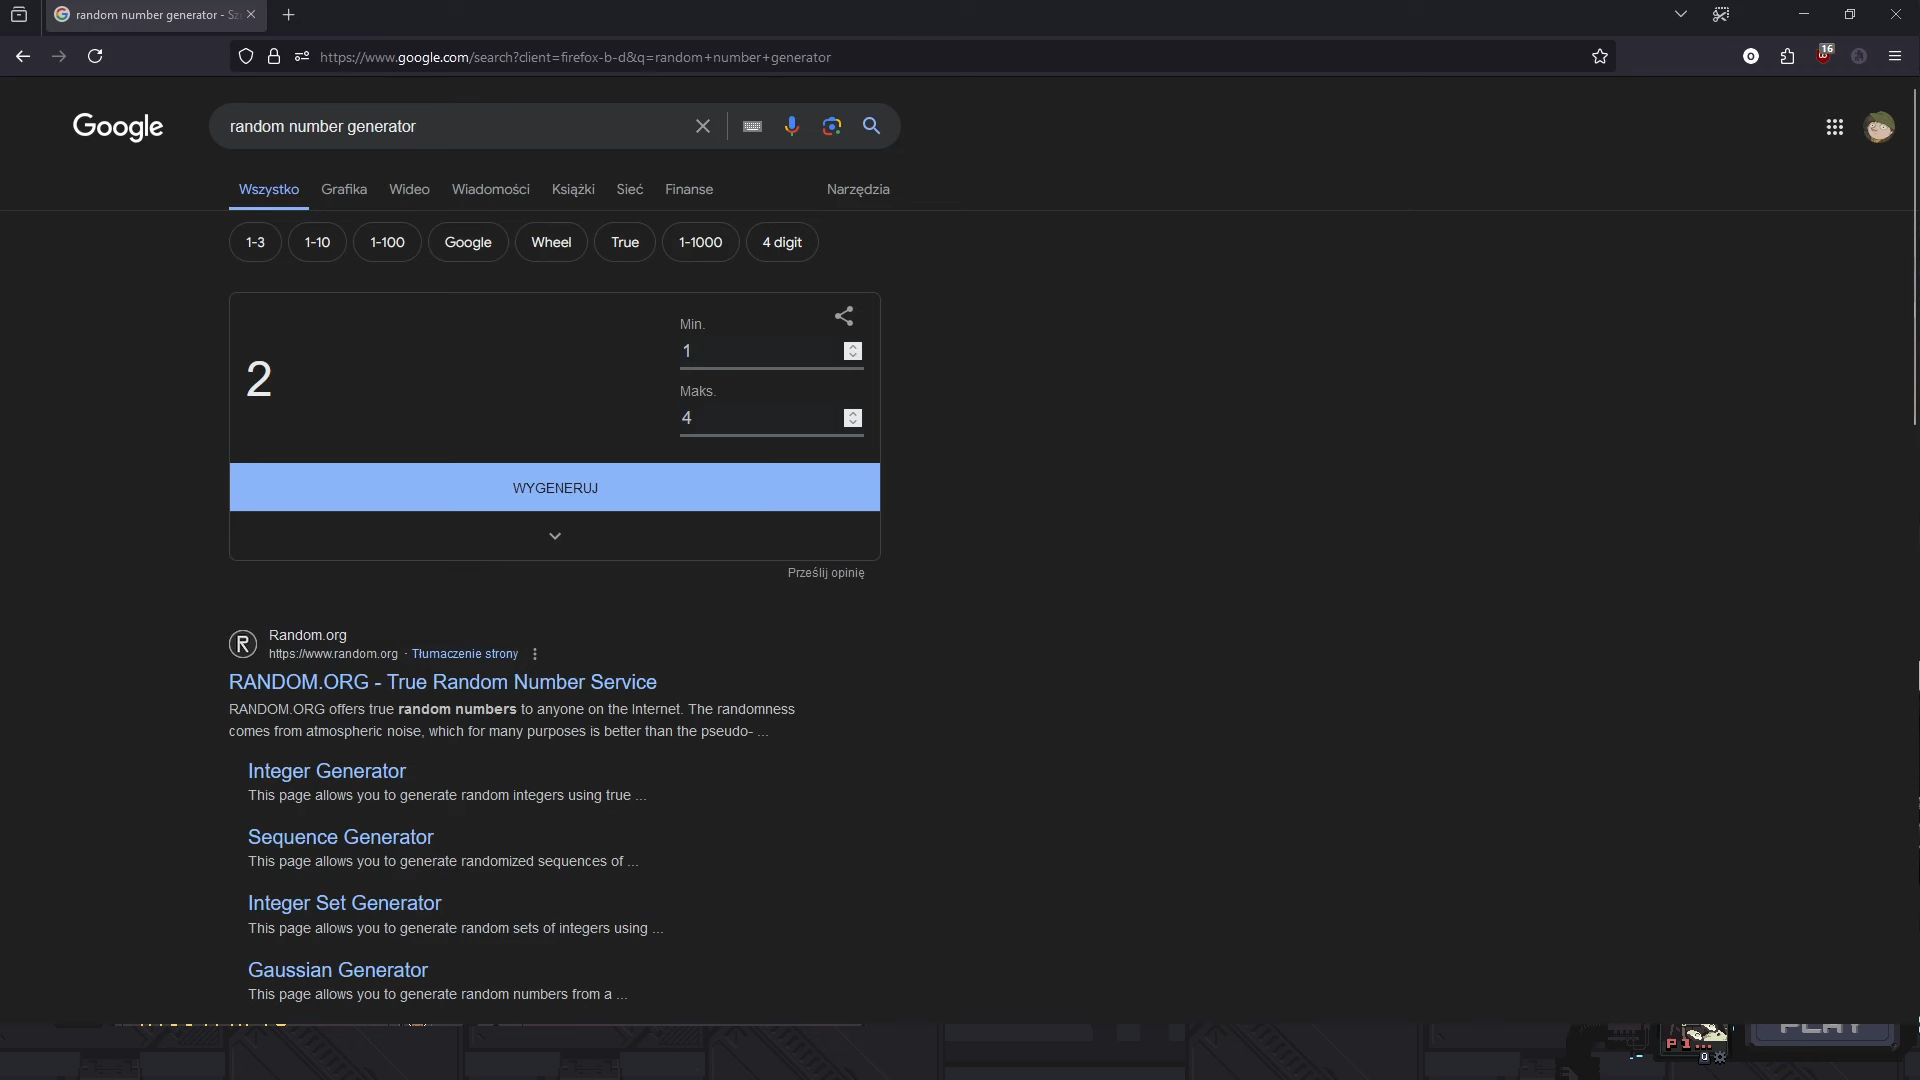 random number generator - Sz
https://www.google.com/search?client=firefox-b-d&q=random+number+generator
16
Google
random number generator
Wszystko Grafika Wideo Wiadomości Książki Sieć Finanse Narzędzia
1-3 1-10 1-100 Google Wheel True 1-1000 4 digit
2
Min.
1
Maks.
4
WYGENERUJ
Prześlij opinię
R
Random.org
https://www.random.org · Tłumaczenie strony
RANDOM.ORG - True Random Number Service
RANDOM.ORG offers true random numbers to anyone on the Internet. The randomness
comes from atmospheric noise, which for many purposes is better than the pseudo- ...
Integer Generator
This page allows you to generate random integers using true ...
Sequence Generator
This page allows you to generate randomized sequences of ...
Integer Set Generator
This page allows you to generate random sets of integers using ...
Gaussian Generator
This page allows you to generate random numbers from a ...
PLAY
P 1...
Q